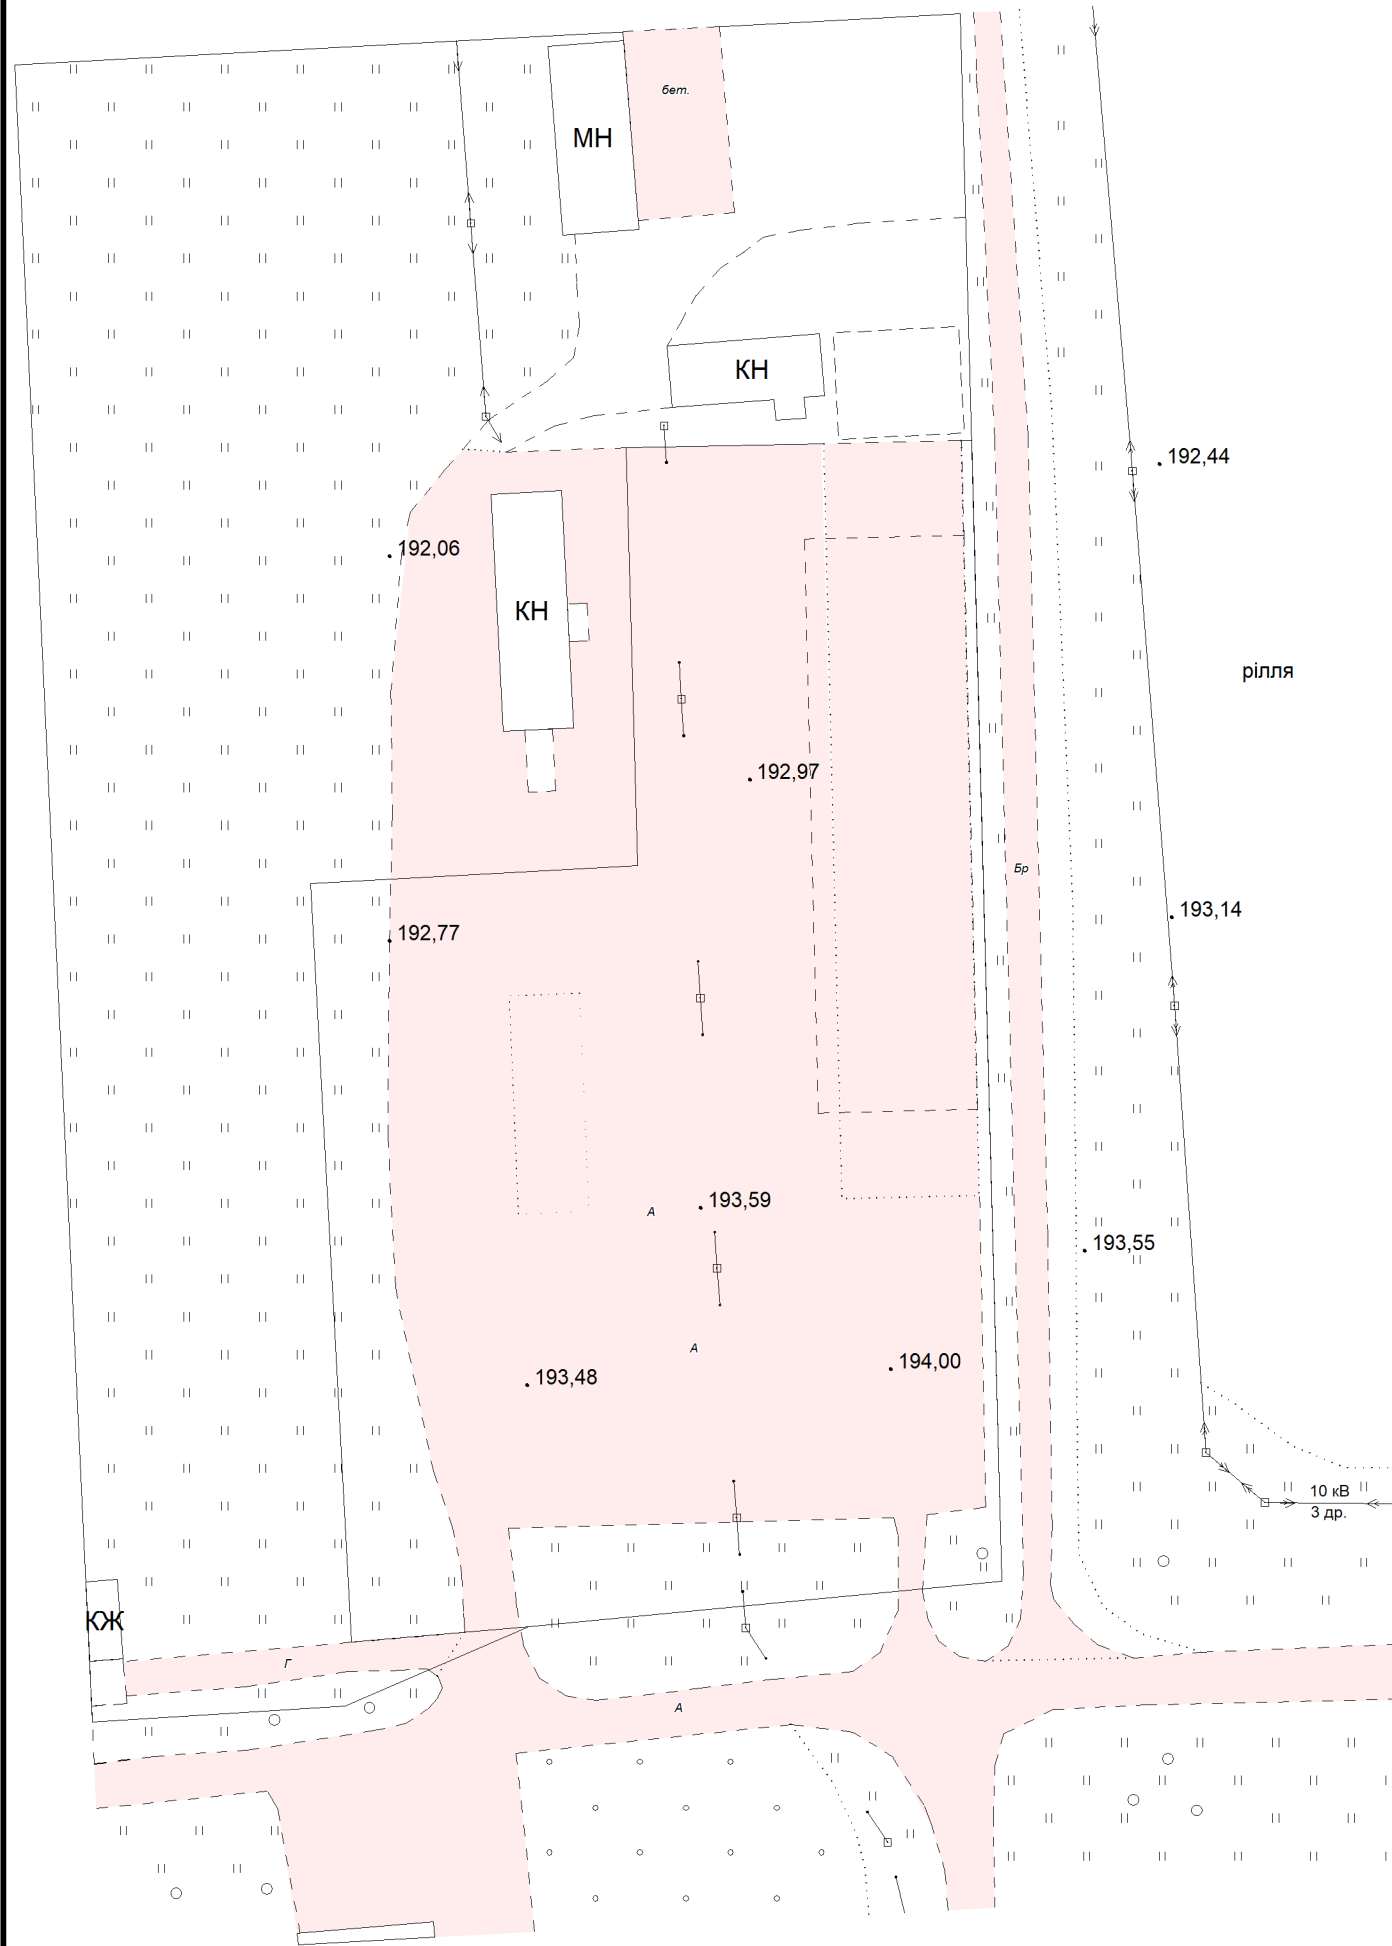 бет.
МН
КН
192,44
192,06
КН
рілля
192,97
Бр
193,14
192,77
193,59
А
193,55
А
194,00
193,48
10 кВ
3 др.
КЖ
Г
А